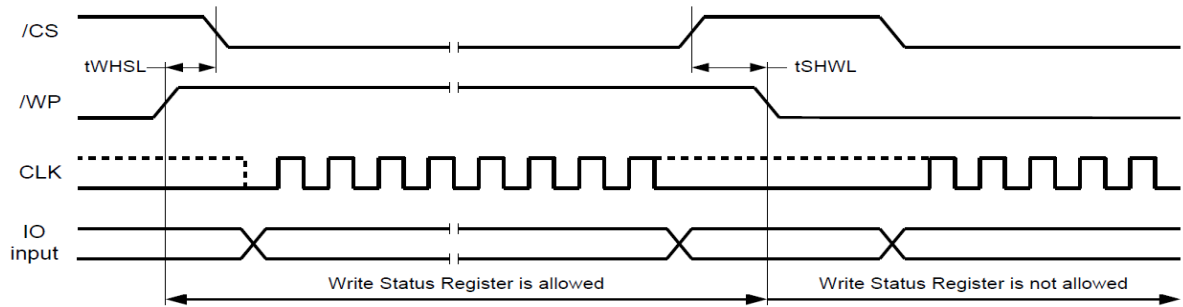 /CS
tWHSL
tSHWL
/WP
CLK
IO
input
Write Status Register is allowed
Write Status Register is not allowed